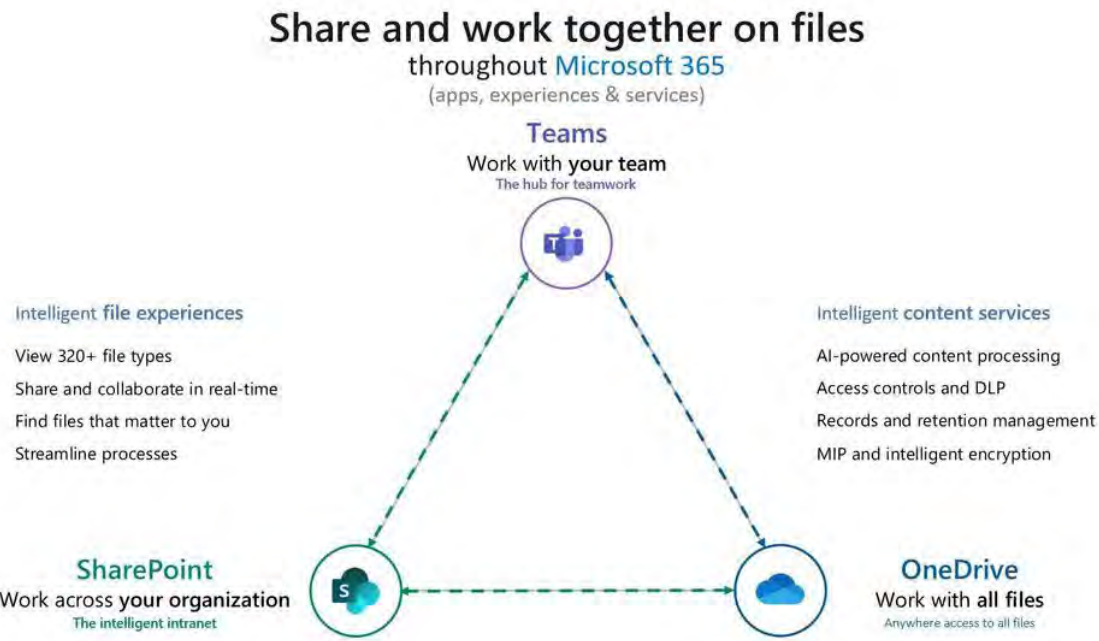 Share and work together on files
throughout Microsoft 365
(apps, experiences & services)
Teams
Work with your team
The hub for teamwork
T
Intelligent file experiences
View 320+ file types
Share and collaborate in real-time
Find files that matter to you
Streamline processes
Intelligent content services
AI-powered content processing
Access controls and DLP
Records and retention management
MIP and intelligent encryption
SharePoint
Work across your organization
The intelligent intranet
S
OneDrive
Work with all files
Anywhere access to all files